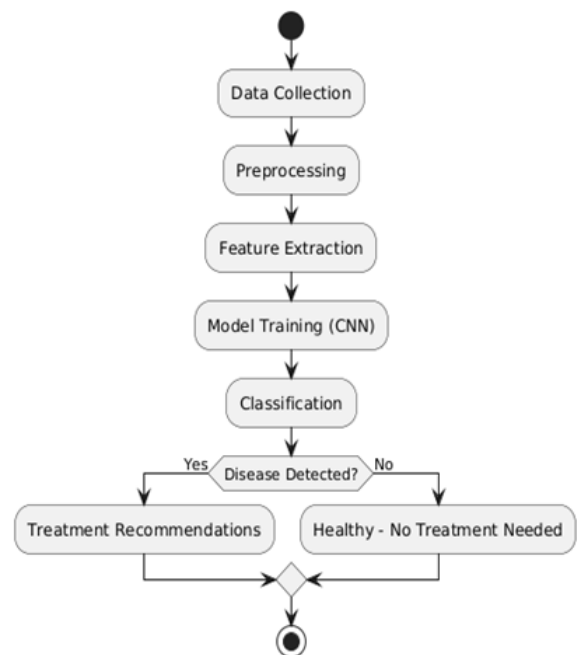 Data Collection
Preprocessing
Feature Extraction
Model Training (CNN)
Classification
Yes
Disease Detected?
No
Treatment Recommendations
Healthy - No Treatment Needed